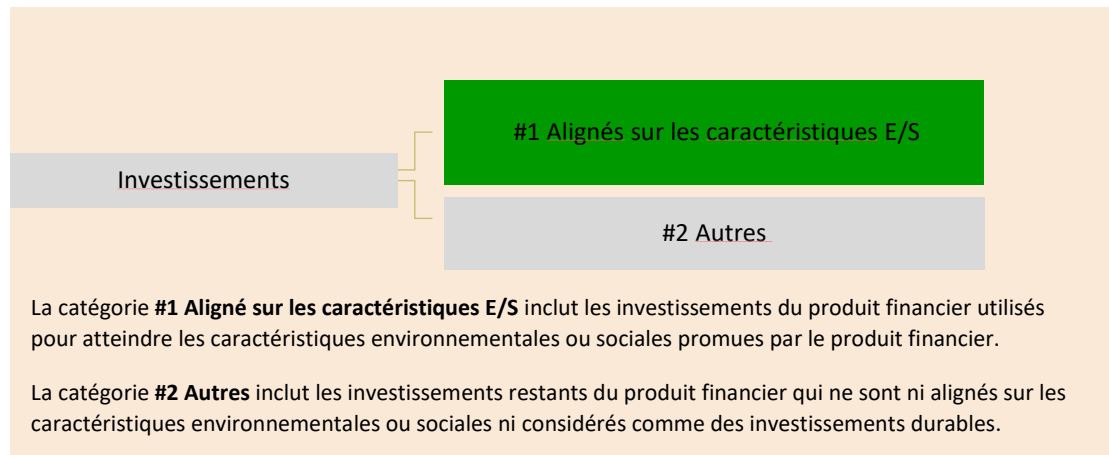 #1 Alignés sur les caractéristiques E/S
Investissements
#2 Autres
La catégorie #1 Aligné sur les caractéristiques E/S inclut les investissements du produit financier utilisés
pour atteindre les caractéristiques environnementales ou sociales promues par le produit financier.
La catégorie #2 Autres inclut les investissements restants du produit financier qui ne sont ni alignés sur les
caractéristiques environnementales ou sociales ni considérés comme des investissements durables.